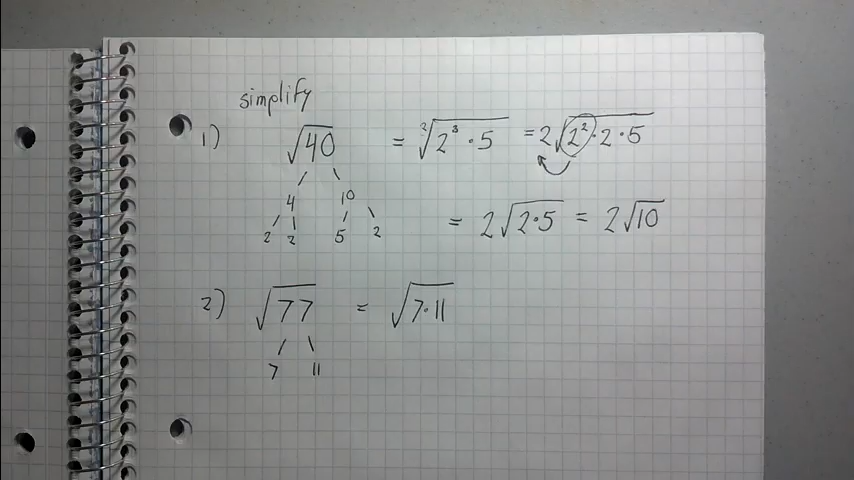 simplify
1) √40 = ²√2³·5 = 2√2²·2·5
4 10
2 2 5 2
= 2√2·5 = 2√10
2) √77 = √7·11
7 11